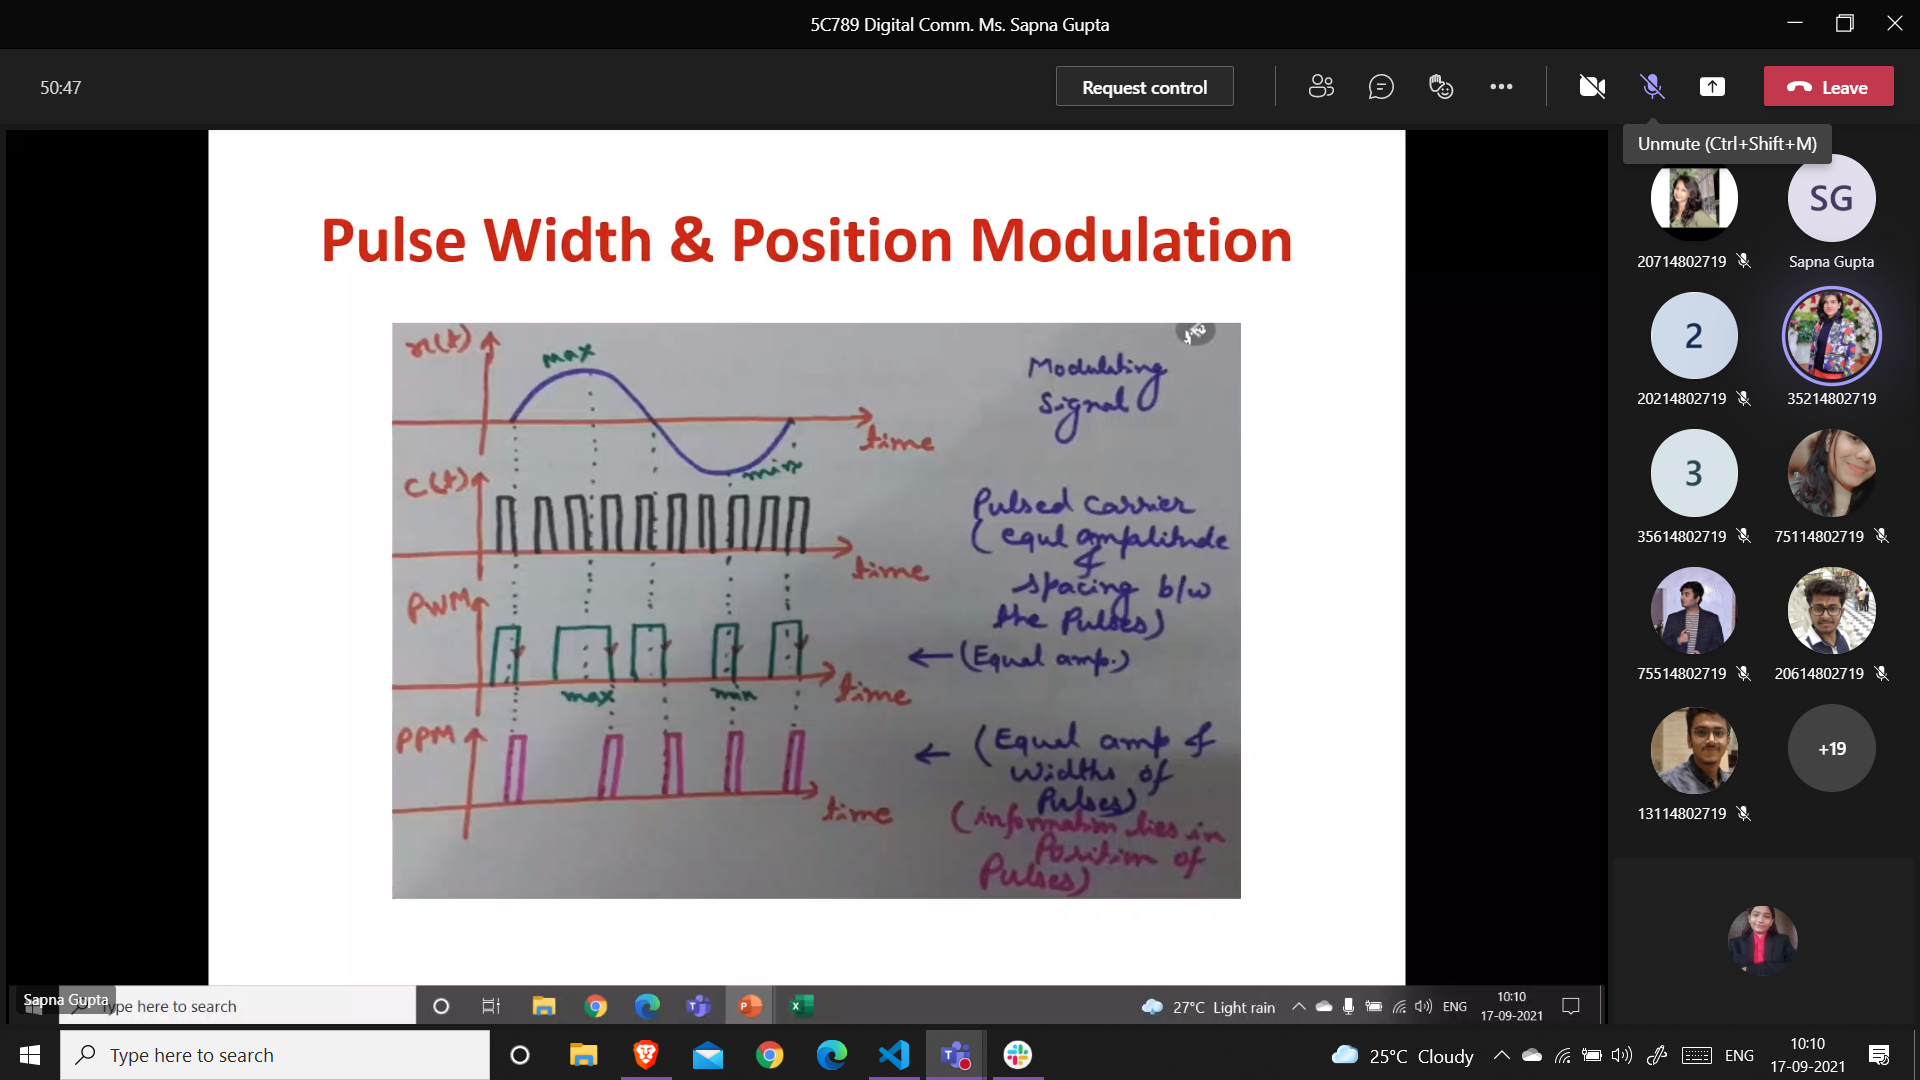 5C789 Digital Comm. Ms. Sapna Gupta
50:47
Request control
Leave
Unmute (Ctrl+Shift+M)
Pulse Width & Position Modulation
x(t)
max
Modulating
Signal
time
min
C(t)
Pulsed carrier
(equl amplitude
&
spacing b/w
the Pulses)
time
PWM
← (Equal amp.)
max
min
time
PPM
← (Equal amp &
widths of
Pulses)
(information lies in
Position of
Pulses)
time
20714802719
SG
Sapna Gupta
2
20214802719
35214802719
3
35614802719
75114802719
75514802719
20614802719
13114802719
+19
Sapna Gupta
Type here to search
27°C Light rain
ENG
10:10
17-09-2021
Type here to search
25°C Cloudy
ENG
10:10
17-09-2021